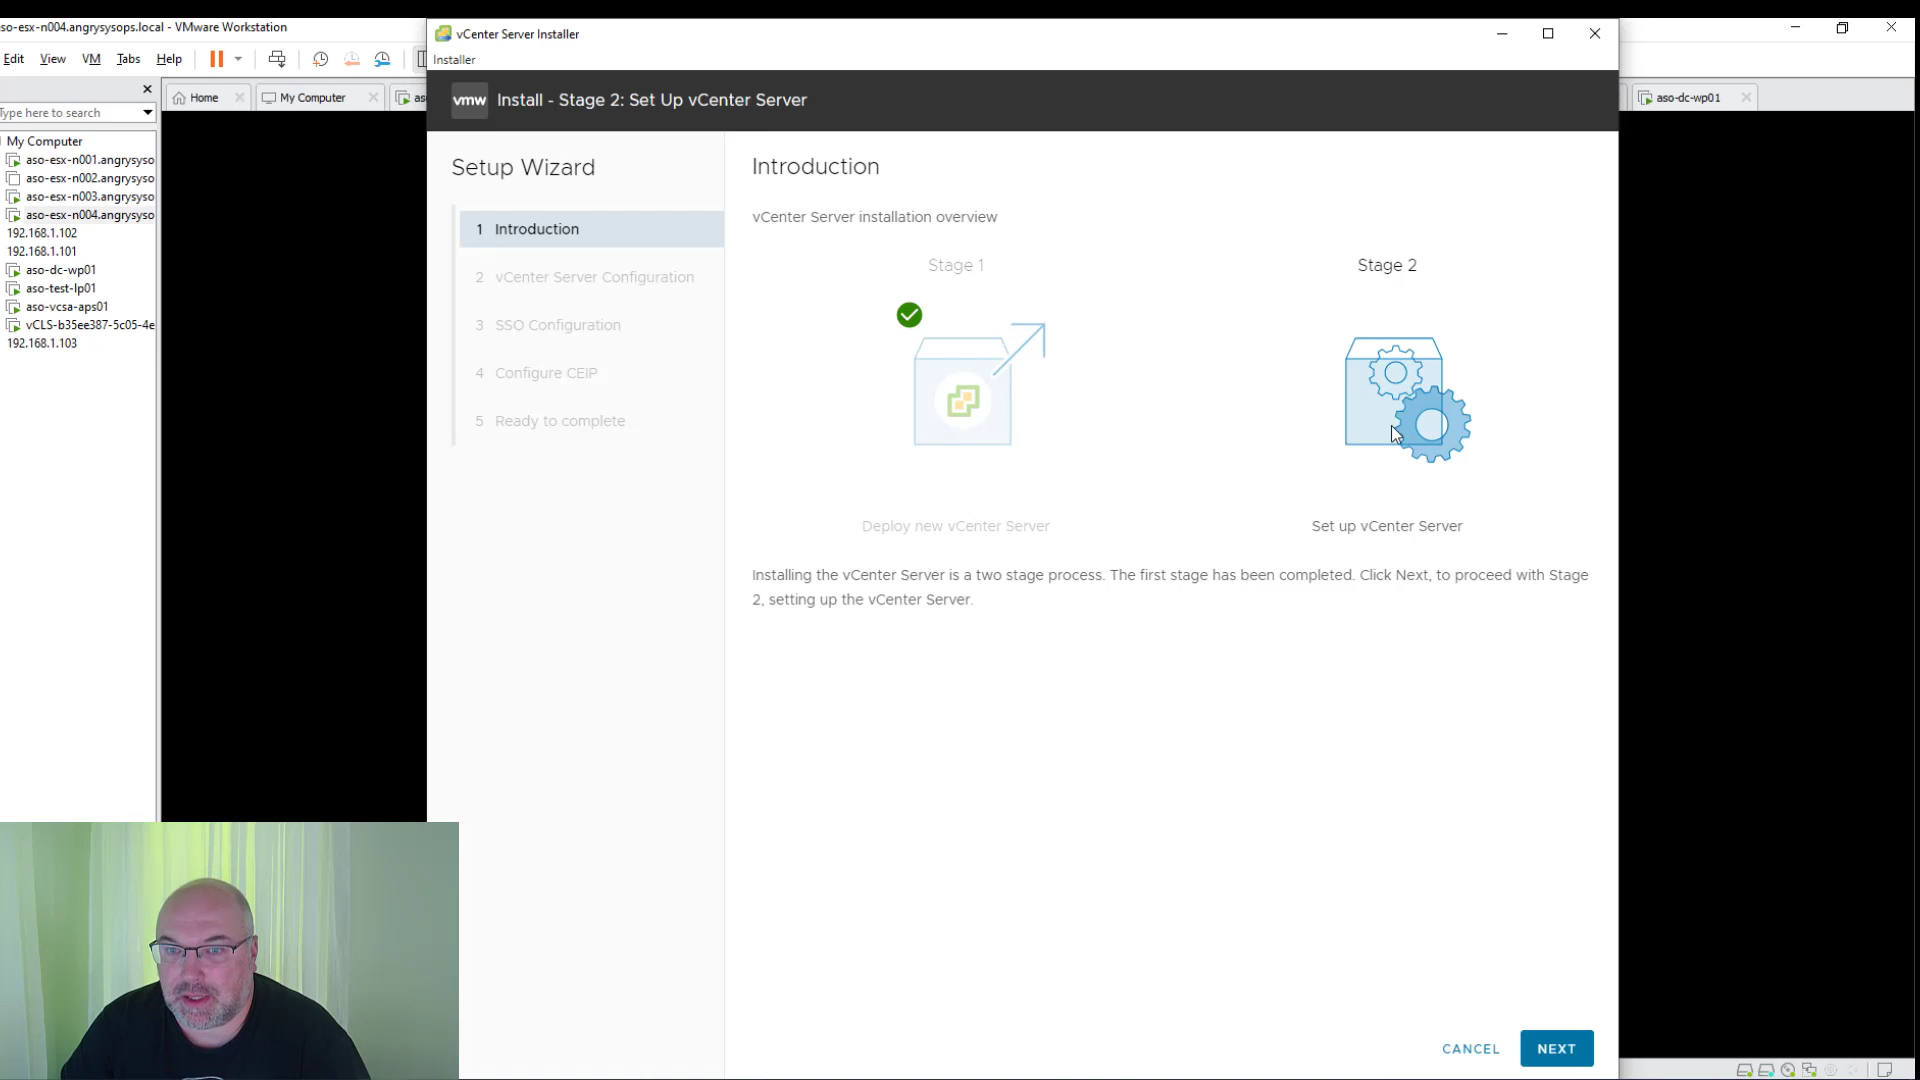 aso-esx-n004.angrysysops.local - VMware Workstation
Edit View VM Tabs Help
Type here to search
Home
My Computer
as
aso-dc-wp01
My Computer
aso-esx-n001.angrysyso
aso-esx-n002.angrysyso
aso-esx-n003.angrysyso
aso-esx-n004.angrysyso
192.168.1.102
192.168.1.101
aso-dc-wp01
aso-test-lp01
aso-vcsa-aps01
vCLS-b35ee387-5c05-4e
192.168.1.103
vCenter Server Installer
Installer
vmw Install - Stage 2: Set Up vCenter Server
Setup Wizard
1 Introduction
2 vCenter Server Configuration
3 SSO Configuration
4 Configure CEIP
5 Ready to complete
Introduction
vCenter Server installation overview
Stage 1
Stage 2
Deploy new vCenter Server
Set up vCenter Server
Installing the vCenter Server is a two stage process. The first stage has been completed. Click Next, to proceed with Stage
2, setting up the vCenter Server.
CANCEL
NEXT